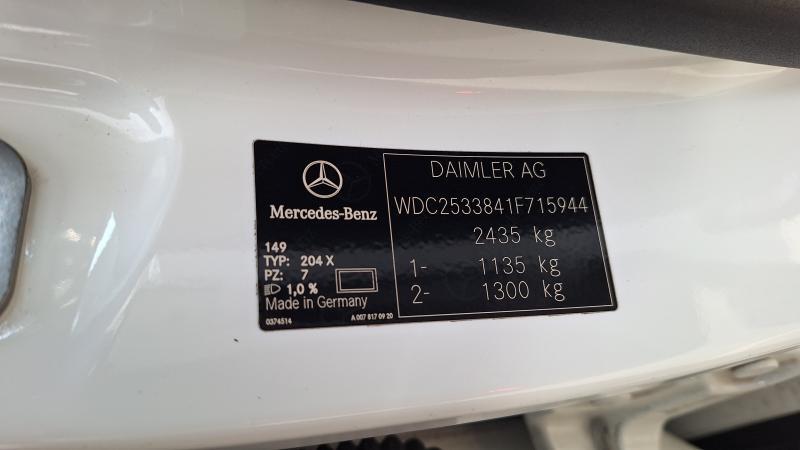 Mercedes-Benz
149
TYP: 204 X
PZ: 7
1,0 %
Made in Germany
0374514 A 007 817 09 20
DAIMLER AG
WDC2533841F715944
2435 kg
1- 1135 kg
2- 1300 kg